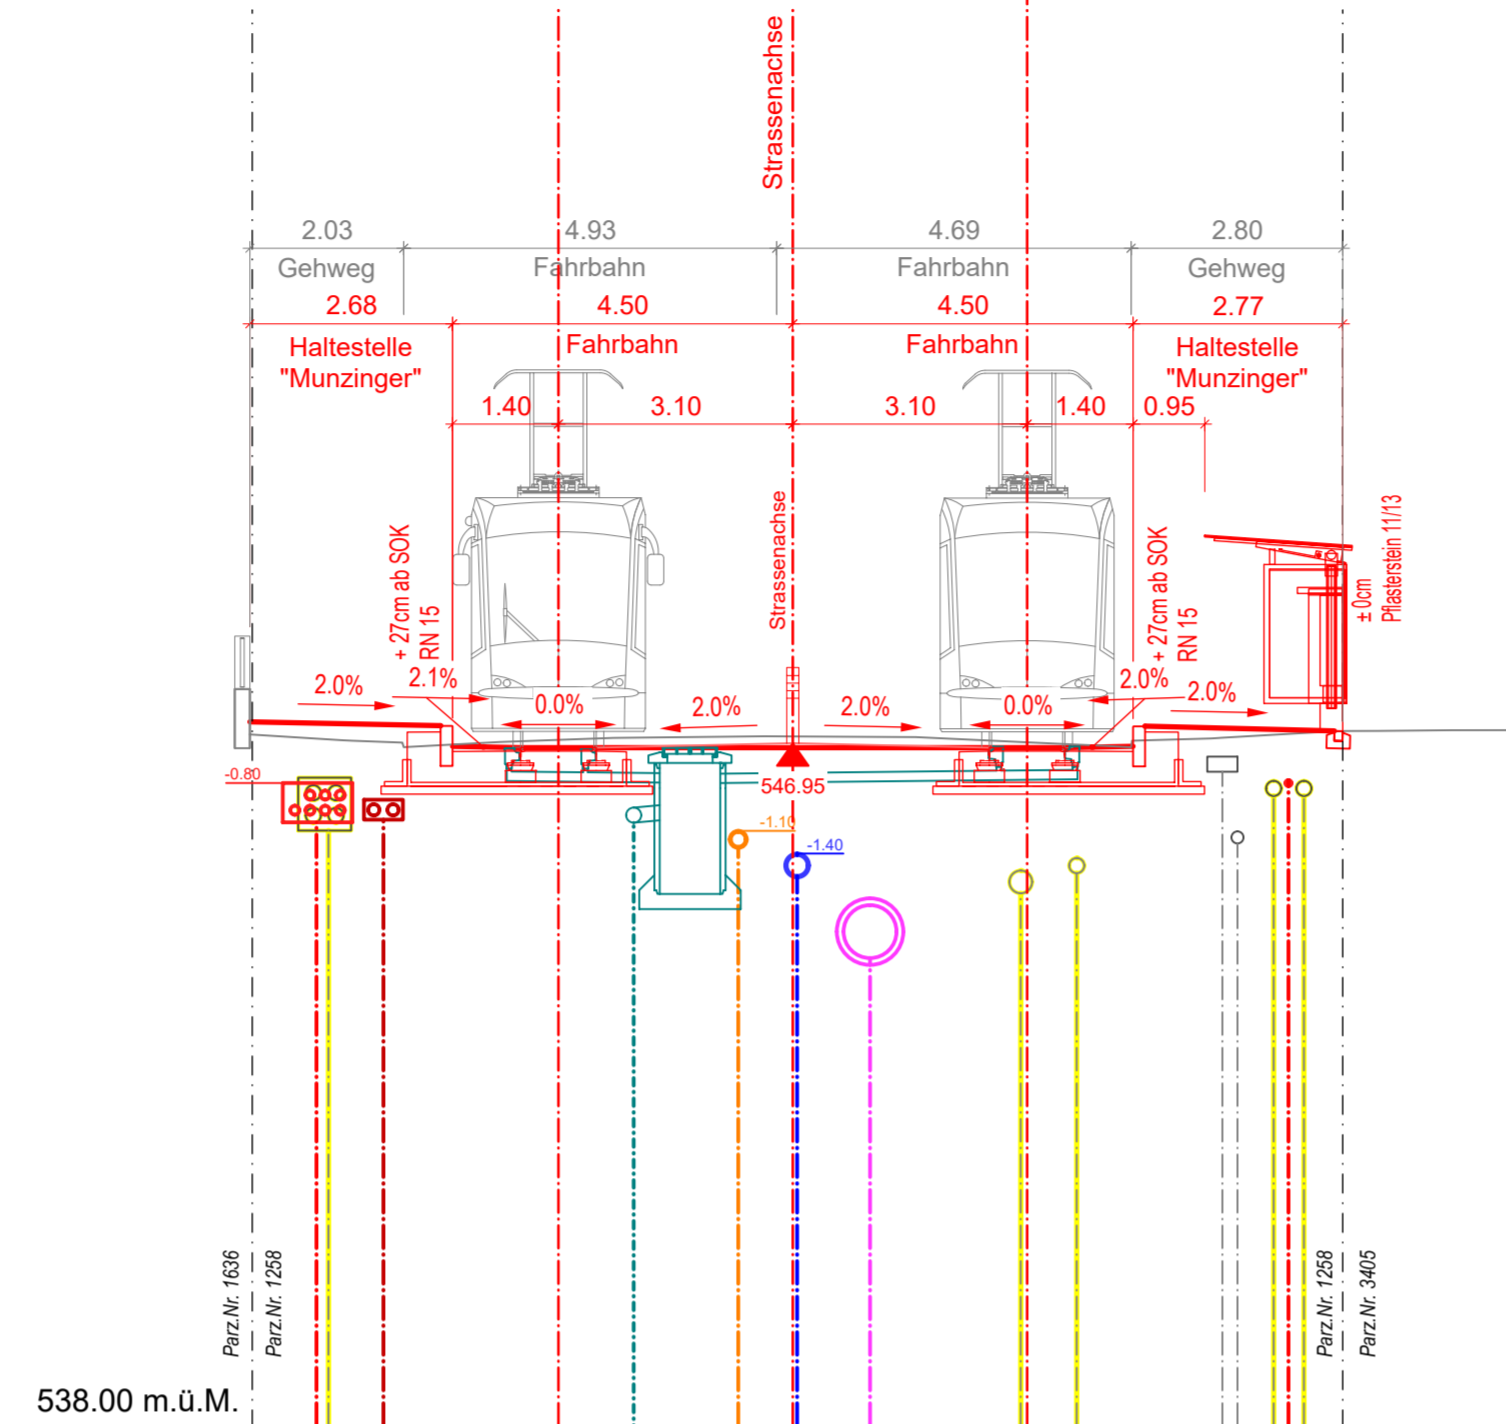 Strassenachse
2.03
4.93
4.69
2.80
Gehweg
Fahrbahn
Fahrbahn
Gehweg
2.68
4.50
4.50
2.77
Haltestelle
"Munzinger"
Fahrbahn
Fahrbahn
Haltestelle
"Munzinger"
1.40
3.10
3.10
1.40
0.95
Strassenachse
+ 27cm ab SOK
RN 15
+ 27cm ab SOK
RN 15
± 0cm
Pflasterstein 11/13
2.0%
2.1%
0.0%
2.0%
2.0%
0.0%
2.0%
2.0%
-0.80
546.95
-1.10
-1.40
Parz.Nr. 1636
Parz.Nr. 1258
Parz.Nr. 1258
Parz.Nr. 3405
538.00 m.ü.M.